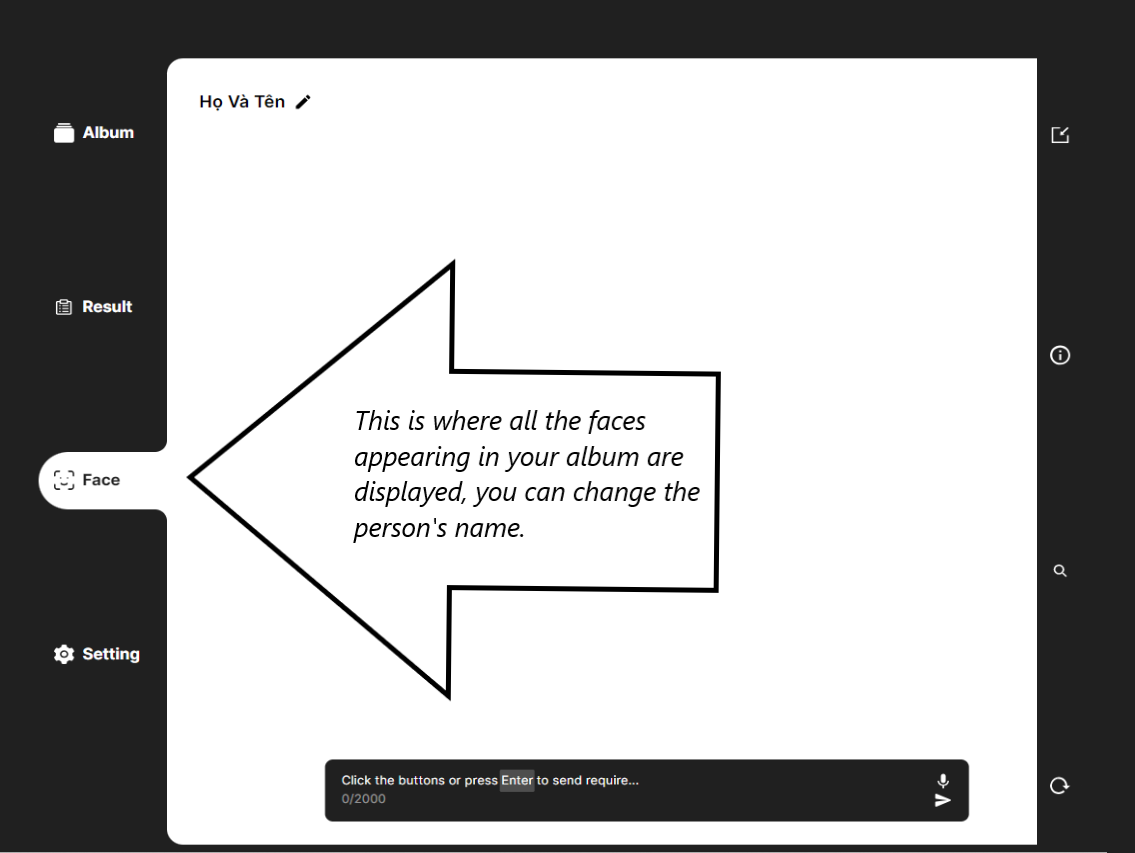 Họ Và Tên
Album
Result
Face
Setting
This is where all the faces
appearing in your album are
displayed, you can change the
person's name.
Click the buttons or press Enter to send require...
0/2000